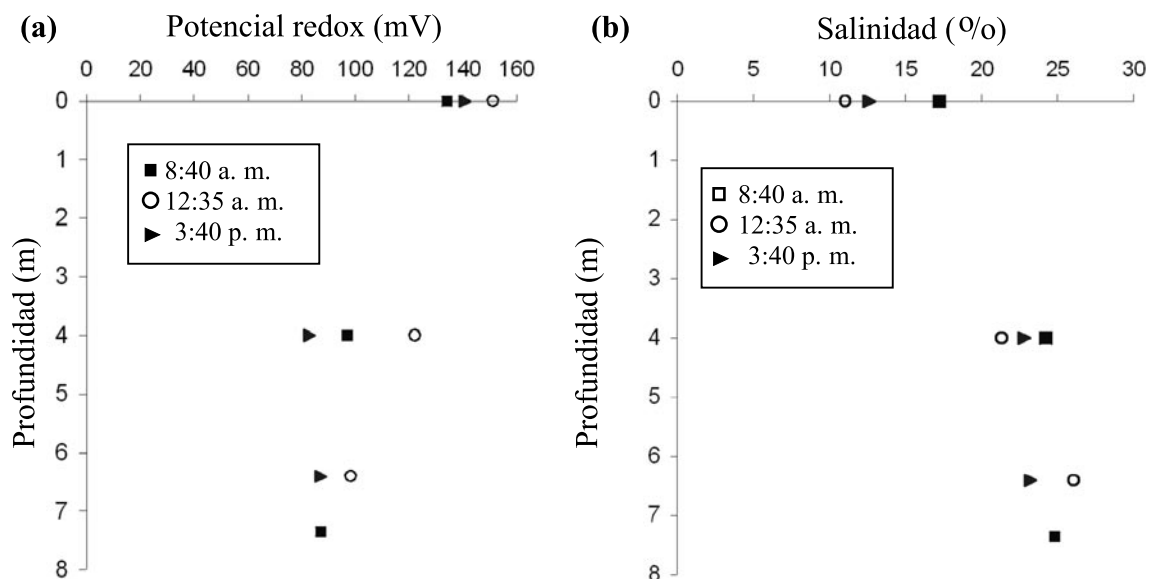 (a) Potencial redox (mV)
0 20 40 60 80 100 120 140 160
0
1
2
3
4
5
6
7
8
Profundidad (m)
8:40 a. m.
12:35 a. m.
3:40 p. m.
(b) Salinidad (º/o)
0 5 10 15 20 25 30
0
1
2
3
4
5
6
7
8
Profundidad (m)
8:40 a. m.
12:35 a. m.
3:40 p. m.